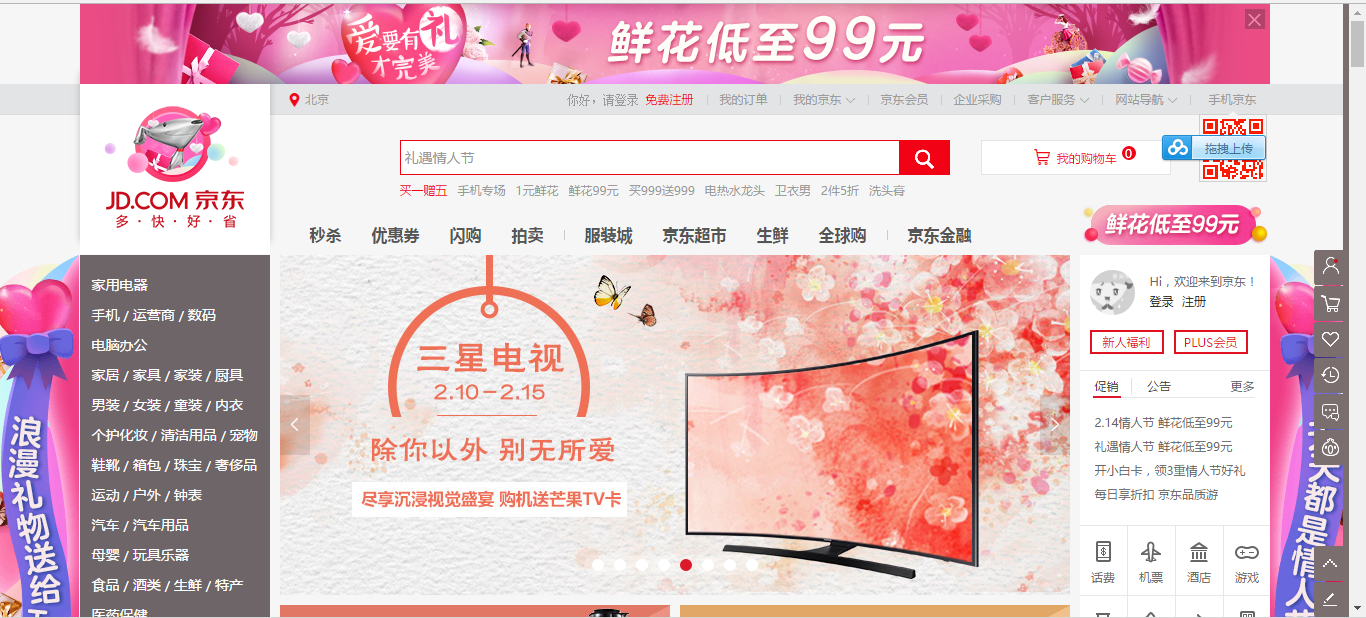 爱要有礼
才完美
鲜花低至99元
北京
你好，请登录 免费注册
我的订单
我的京东
京东会员
企业采购
客户服务
网站导航
手机京东
JD.COM 京东
多·快·好·省
礼遇情人节
我的购物车 0
拖拽上传
买一赠五 手机专场 1元鲜花 鲜花99元 买999送999 电热水龙头 卫衣男 2件5折 洗头膏
秒杀 优惠券 闪购 拍卖 服装城 京东超市 生鲜 全球购 京东金融
鲜花低至99元
家用电器
手机 / 运营商 / 数码
电脑办公
家居 / 家具 / 家装 / 厨具
男装 / 女装 / 童装 / 内衣
个护化妆 / 清洁用品 / 宠物
鞋靴 / 箱包 / 珠宝 / 奢侈品
运动 / 户外 / 钟表
汽车 / 汽车用品
母婴 / 玩具乐器
食品 / 酒类 / 生鲜 / 特产
医药保健
三星电视
2.10－2.15
除你以外 别无所爱
尽享沉浸视觉盛宴 购机送芒果TV卡
Hi，欢迎来到京东！
登录 注册
新人福利 PLUS会员
促销 公告 更多
2.14情人节 鲜花低至99元
礼遇情人节 鲜花低至99元
开小白卡，领3重情人节好礼
每日享折扣 京东品质游
话费 机票 酒店 游戏
浪漫礼物送给
天都是情人节